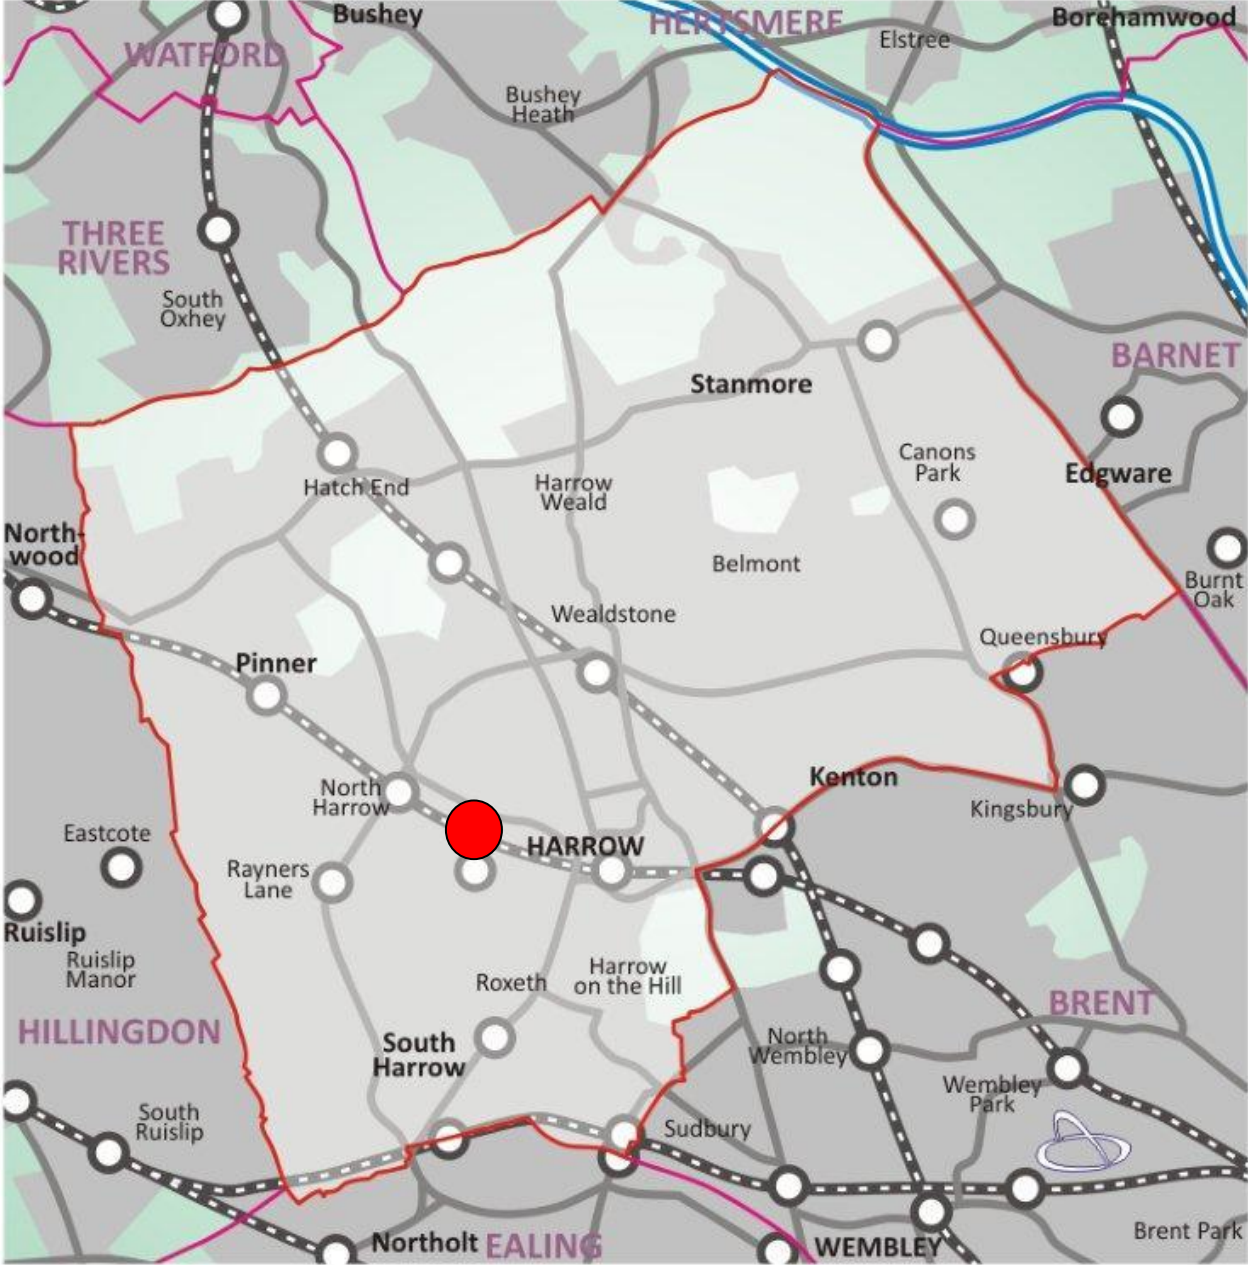 Bushey
HERTSMERE
Borehamwood
WATFORD
Elstree
Bushey
Heath
THREE
RIVERS
South
Oxhey
BARNET
Stanmore
Canons
Park
Edgware
Hatch End
Harrow
Weald
North-
wood
Belmont
Burnt
Oak
Wealdstone
Queensbury
Pinner
North
Harrow
Kenton
Kingsbury
Eastcote
HARROW
Rayners
Lane
Ruislip
Ruislip
Manor
Roxeth
Harrow
on the Hill
BRENT
HILLINGDON
South
Harrow
North
Wembley
Wembley
Park
South
Ruislip
Sudbury
Northolt
EALING
WEMBLEY
Brent Park